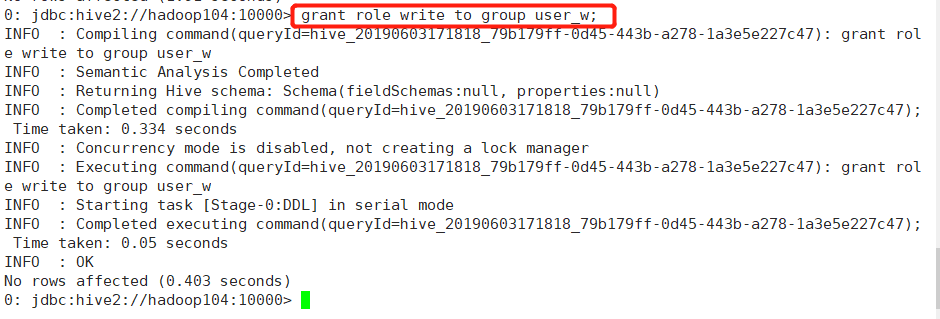 No rows affected (1.01 seconds)
0: jdbc:hive2://hadoop104:10000> grant role write to group user_w;
INFO  : Compiling command(queryId=hive_20190603171818_79b179ff-0d45-443b-a278-1a3e5e227c47): grant rol
e write to group user_w
INFO  : Semantic Analysis Completed
INFO  : Returning Hive schema: Schema(fieldSchemas:null, properties:null)
INFO  : Completed compiling command(queryId=hive_20190603171818_79b179ff-0d45-443b-a278-1a3e5e227c47);
 Time taken: 0.334 seconds
INFO  : Concurrency mode is disabled, not creating a lock manager
INFO  : Executing command(queryId=hive_20190603171818_79b179ff-0d45-443b-a278-1a3e5e227c47): grant rol
e write to group user_w
INFO  : Starting task [Stage-0:DDL] in serial mode
INFO  : Completed executing command(queryId=hive_20190603171818_79b179ff-0d45-443b-a278-1a3e5e227c47);
 Time taken: 0.05 seconds
INFO  : OK
No rows affected (0.403 seconds)
0: jdbc:hive2://hadoop104:10000>